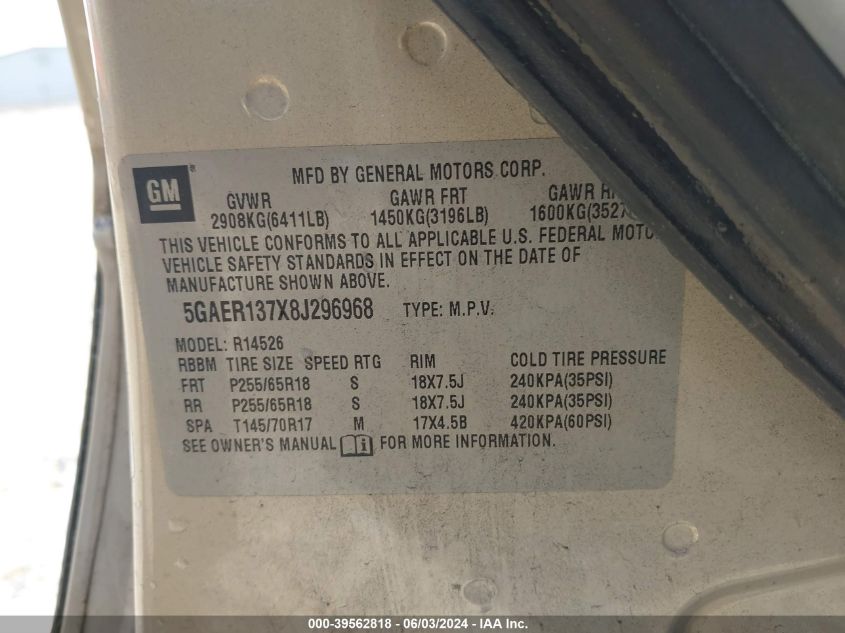 GM
MFD BY GENERAL MOTORS CORP.
GVWR GAWR FRT GAWR
2908KG(6411LB) 1450KG(3196LB) 1600KG(3527
THIS VEHICLE CONFORMS TO ALL APPLICABLE U.S. FEDERAL
VEHICLE SAFETY STANDARDS IN EFFECT ON THE DATE OF
MANUFACTURE SHOWN ABOVE.
5GAER137X8J296968 TYPE: M.P.V.
MODEL: R14526
RBBM TIRE SIZE SPEED RTG RIM COLD TIRE PRESSURE
FRT P255/65R18 S 18X7.5J 240KPA(35PSI)
RR P255/65R18 S 18X7.5J 240KPA(35PSI)
SPA T145/70R17 M 17X4.5B 420KPA(60PSI)
SEE OWNER'S MANUAL FOR MORE INFORMATION.
000-39562818 - 06/03/2024 - IAA Inc.